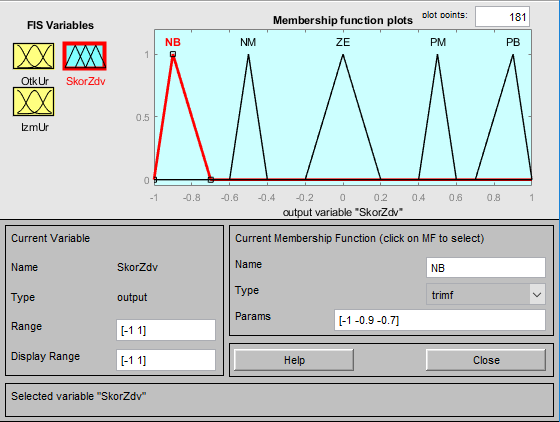 FIS Variables
OtkUr
SkorZdv
IzmUr
Membership function plots
plot points:
181
NB
NM
ZE
PM
PB
1
0.5
0
-1
-0.8
-0.6
-0.4
-0.2
0
0.2
0.4
0.6
0.8
1
output variable "SkorZdv"
Current Variable
Name
SkorZdv
Type
output
Range
[-1 1]
Display Range
[-1 1]
Current Membership Function (click on MF to select)
Name
NB
Type
trimf
Params
[-1 -0.9 -0.7]
Help
Close
Selected variable "SkorZdv"